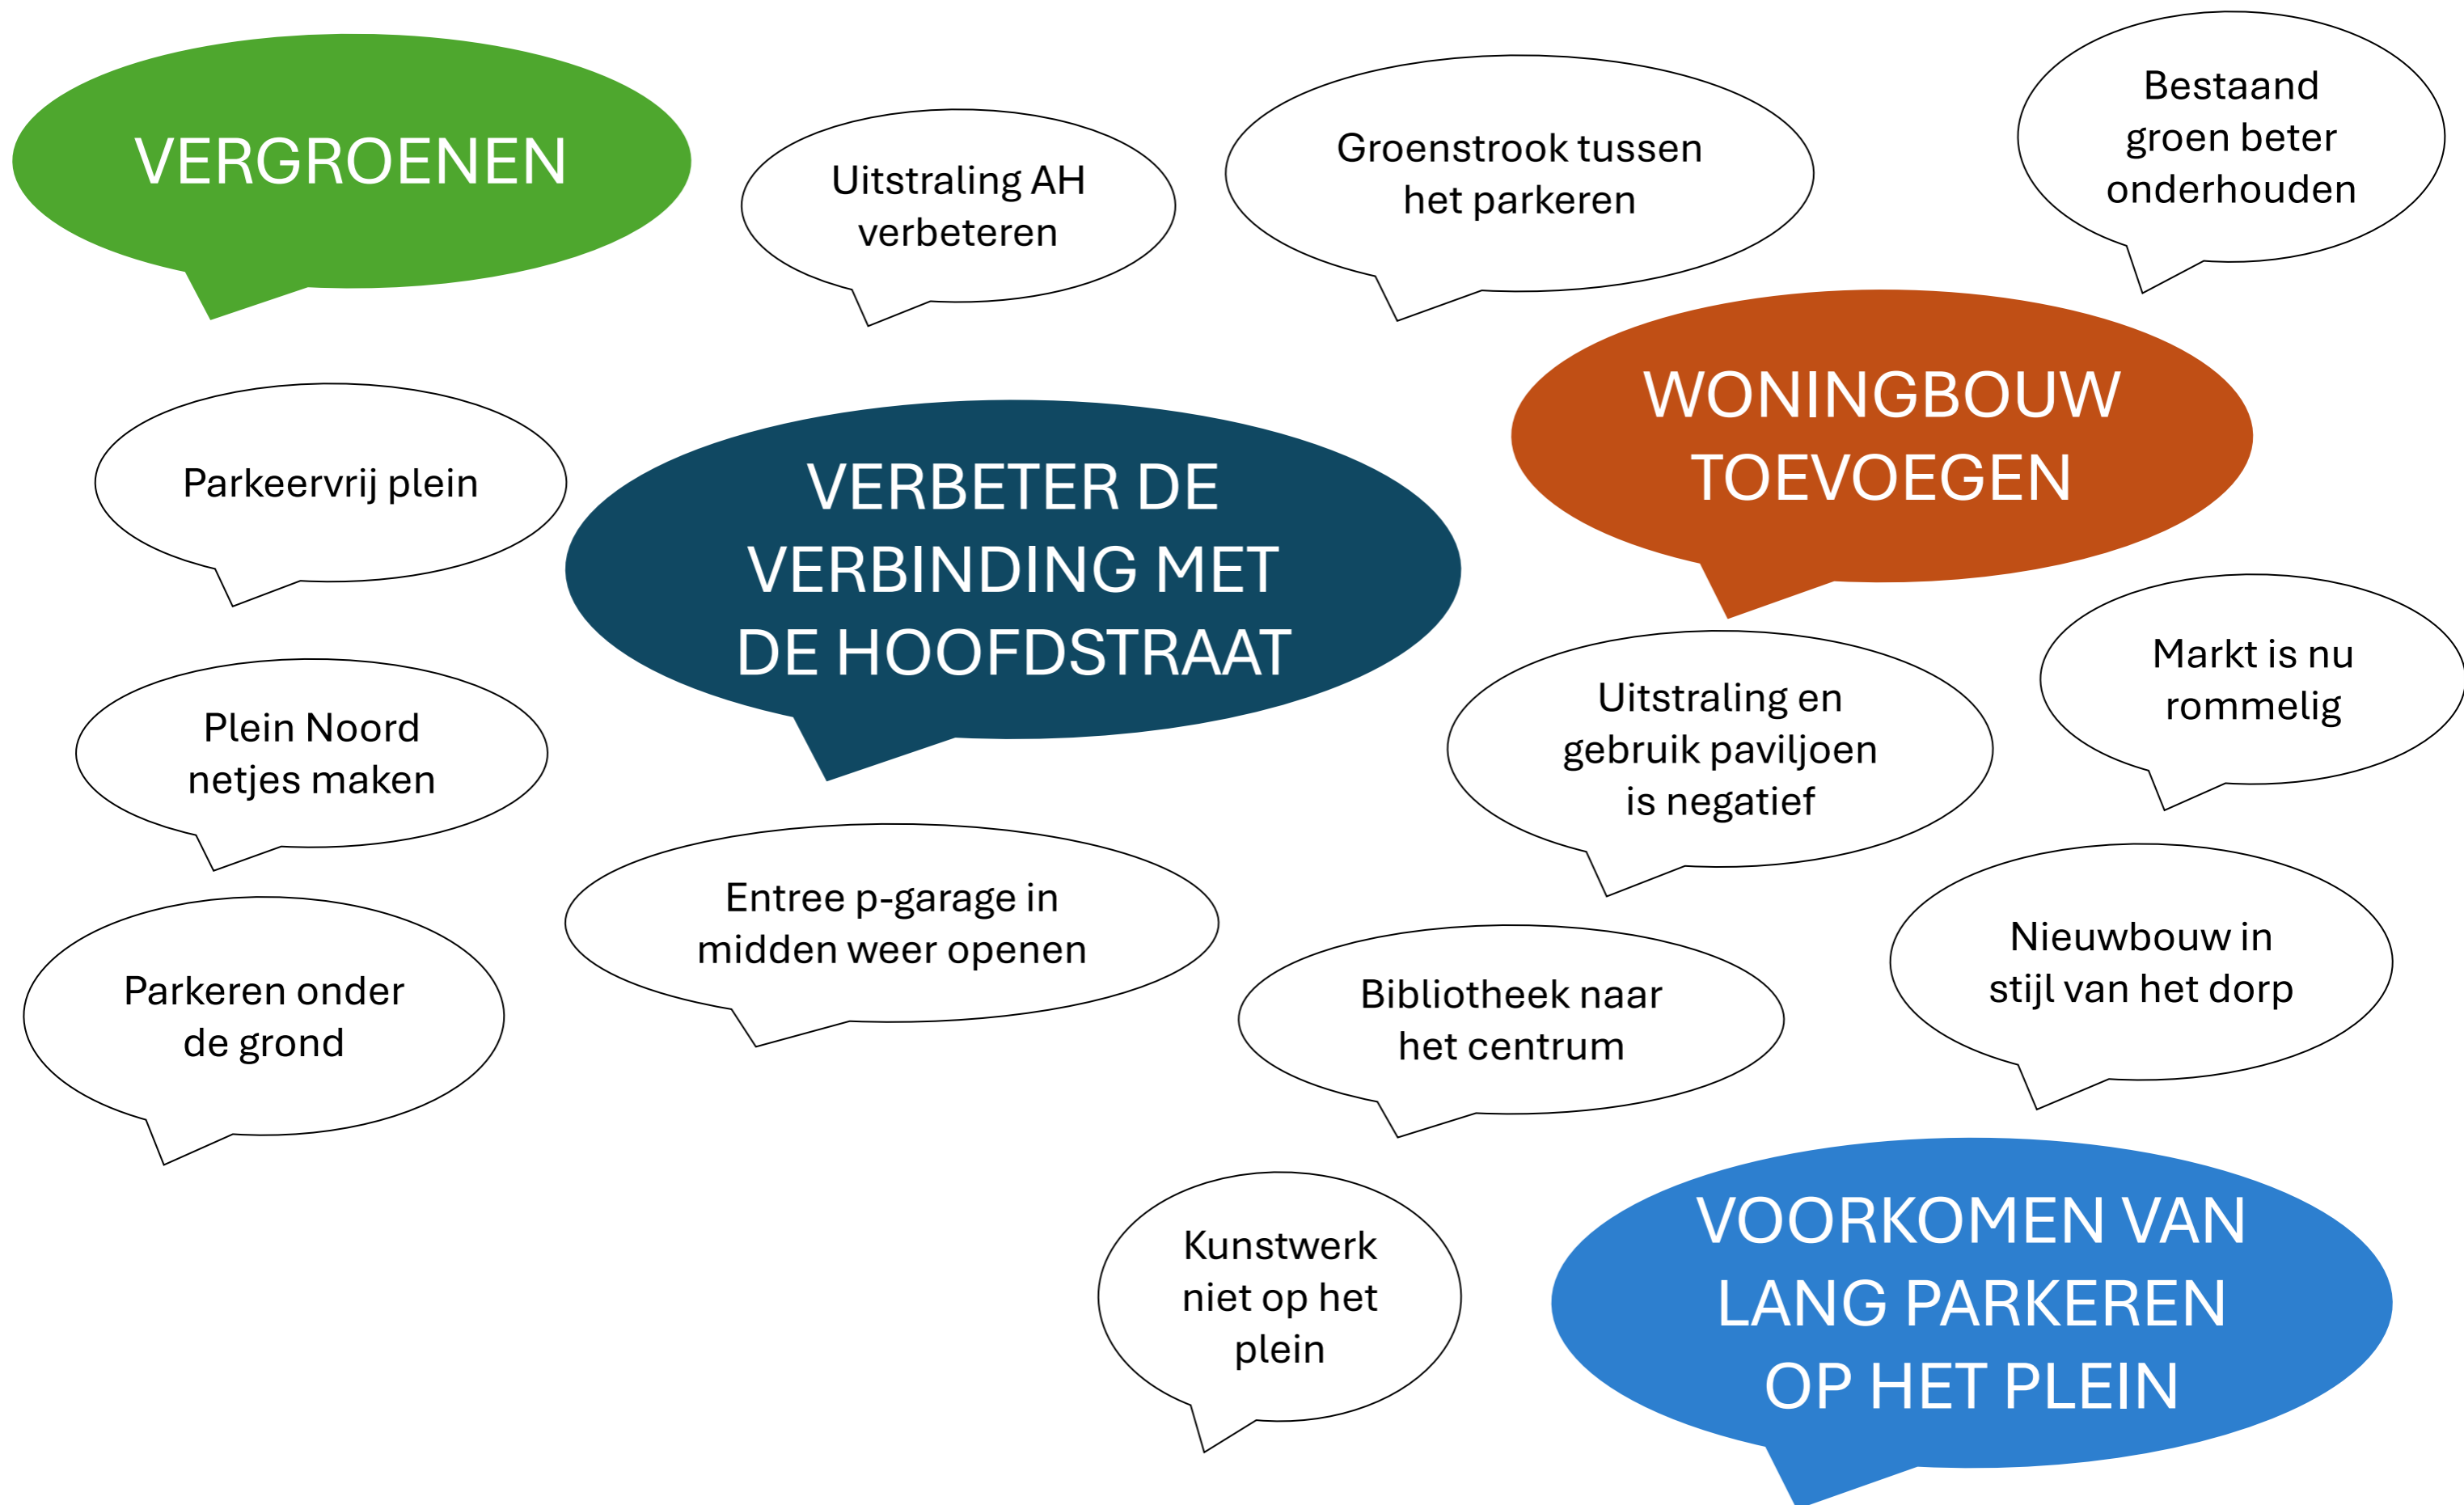 VERGROENEN
Uitstraling AH
verbeteren
Groenstrook tussen
het parkeren
Bestaand
groen beter
onderhouden
Parkeervrij plein
VERBETER DE
VERBINDING MET
DE HOOFDSTRAAT
WONINGBOUW
TOEVOEGEN
Plein Noord
netjes maken
Uitstraling en
gebruik paviljoen
is negatief
Markt is nu
rommelig
Parkeren onder
de grond
Entree p-garage in
midden weer openen
Bibliotheek naar
het centrum
Nieuwbouw in
stijl van het dorp
Kunstwerk
niet op het
plein
VOORKOMEN VAN
LANG PARKEREN
OP HET PLEIN